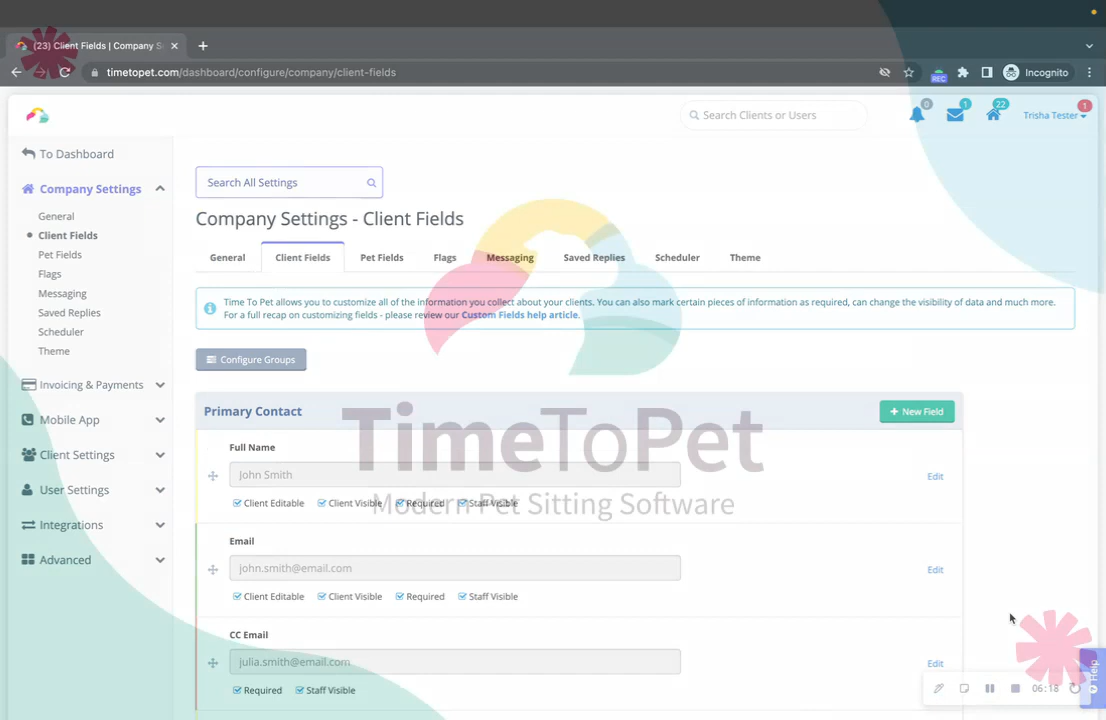 (23) Client Fields | Company S
timetopet.com/dashboard/configure/company/client-fields
REC
Incognito
Search Clients or Users
0
1
22
Trisha Tester
1
To Dashboard
Company Settings
General
Client Fields
Pet Fields
Flags
Messaging
Saved Replies
Scheduler
Theme
Invoicing & Payments
Mobile App
Client Settings
User Settings
Integrations
Advanced
Search All Settings
Company Settings - Client Fields
General Client Fields Pet Fields Flags Messaging Saved Replies Scheduler Theme
Time To Pet allows you to customize all of the information you collect about your clients. You can also mark certain pieces of information as required, can change the visibility of data and much more.
For a full recap on customizing fields - please review our Custom Fields help article.
Configure Groups
Primary Contact
New Field
TimeToPet
Modern Pet Sitting Software
Full Name
John Smith
Edit
Client Editable Client Visible Required Staff Visible
Email
john.smith@email.com
Edit
Client Editable Client Visible Required Staff Visible
CC Email
julia.smith@email.com
Edit
Required Staff Visible
06:18
Help